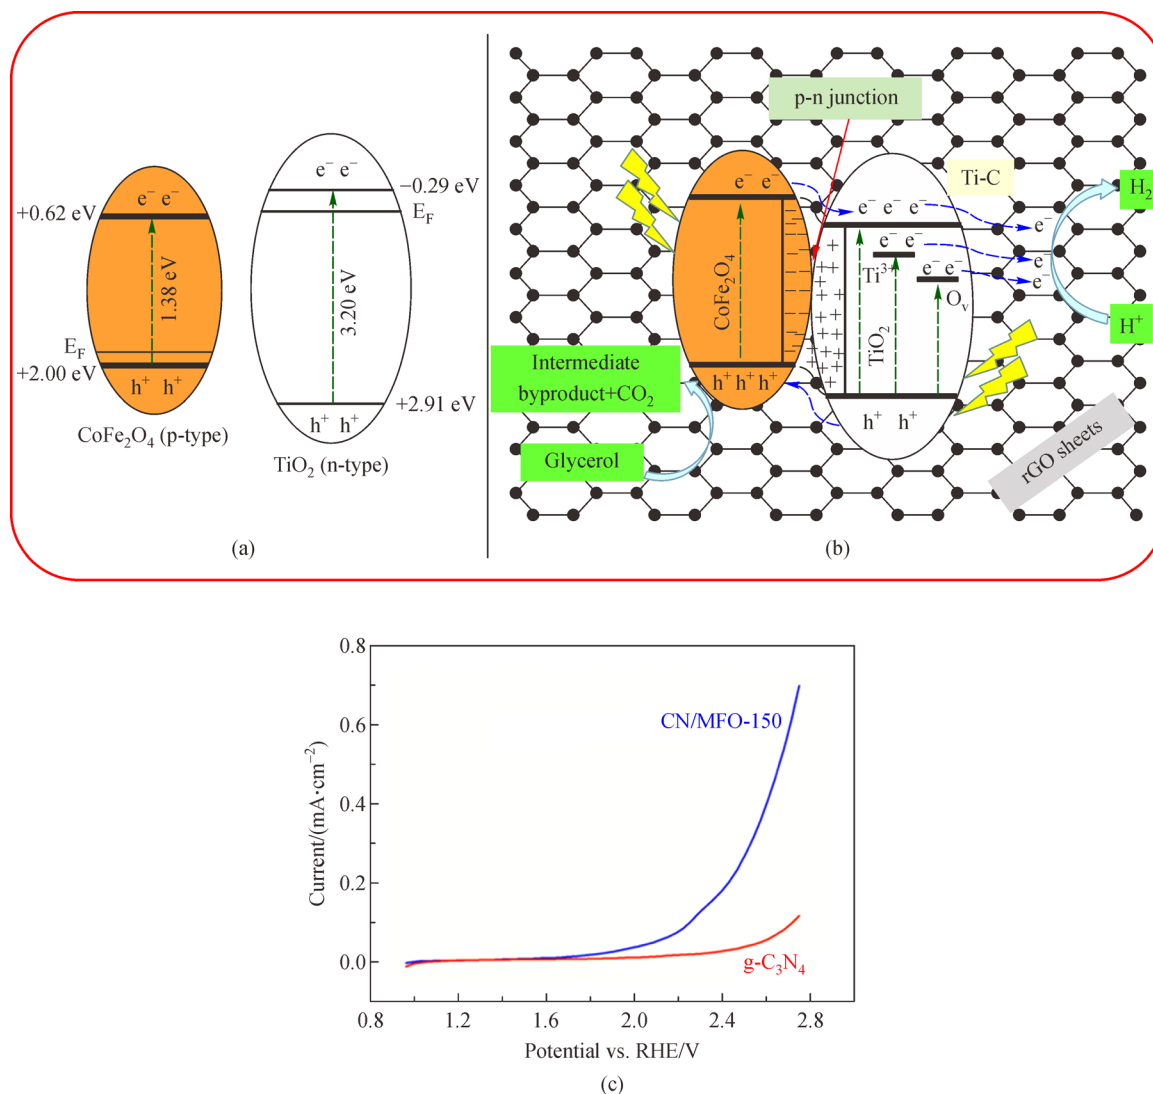 e⁻ e⁻
+0.62 eV
1.38 eV
E_F
+2.00 eV
h⁺ h⁺
CoFe₂O₄ (p-type)
e⁻ e⁻
−0.29 eV
E_F
3.20 eV
+2.91 eV
h⁺ h⁺
TiO₂ (n-type)
(a)
p-n junction
Ti-C
H₂
e⁻ e⁻
e⁻ e⁻ e⁻
e⁻
e⁻ e⁻
e⁻
Ti³⁺
e⁻ e⁻
e⁻
O_v
CoFe₂O₄
TiO₂
H⁺
Intermediate
byproduct+CO₂
h⁺ h⁺ h⁺
h⁺ h⁺
Glycerol
rGO sheets
(b)
0.8
0.6
0.4
0.2
0.0
Current/(mA·cm⁻²)
CN/MFO-150
g-C₃N₄
0.8 1.2 1.6 2.0 2.4 2.8
Potential vs. RHE/V
(c)